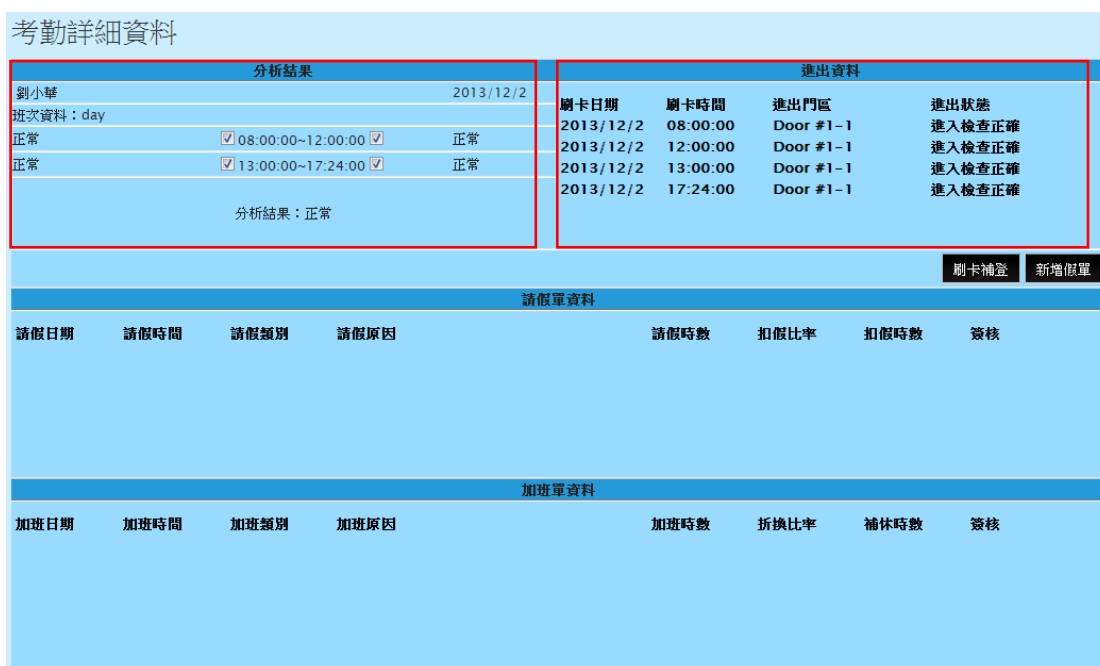 考勤詳細資料
分析結果
劉小華 2013/12/2
班次資料：day
正常 08:00:00~12:00:00 正常
正常 13:00:00~17:24:00 正常
分析結果：正常
進出資料
刷卡日期 刷卡時間 進出門區 進出狀態
2013/12/2 08:00:00 Door #1-1 進入檢查正確
2013/12/2 12:00:00 Door #1-1 進入檢查正確
2013/12/2 13:00:00 Door #1-1 進入檢查正確
2013/12/2 17:24:00 Door #1-1 進入檢查正確
刷卡補登 新增假單
請假單資料
請假日期 請假時間 請假類別 請假原因 請假時數 扣假比率 扣假時數 簽核
加班單資料
加班日期 加班時間 加班類別 加班原因 加班時數 折換比率 補休時數 簽核